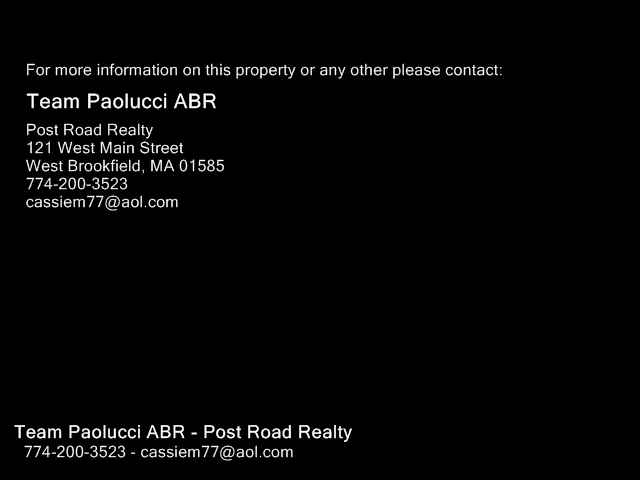 For more information on this property or any other please contact:
Team Paolucci ABR
Post Road Realty
121 West Main Street
West Brookfield, MA 01585
774-200-3523
cassiem77@aol.com
Team Paolucci ABR - Post Road Realty
774-200-3523 - cassiem77@aol.com